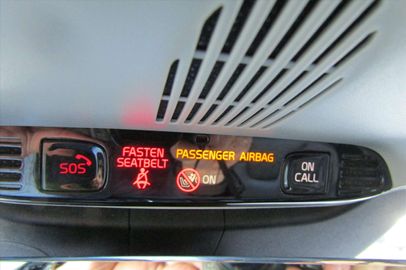 SOS
FASTEN
SEATBELT
PASSENGER AIRBAG
ON
ON
CALL